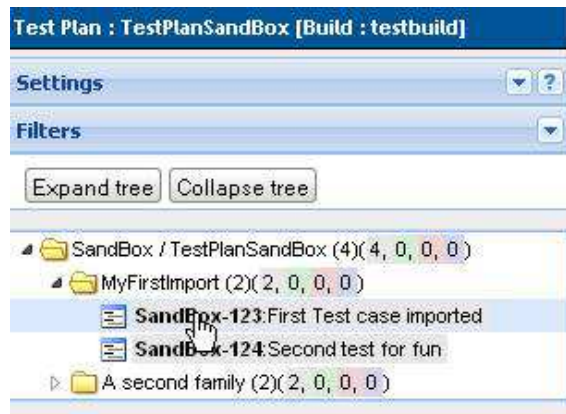 Test Plan : TestPlanSandBox [Build : testbuild]
Settings ?
Filters
Expand tree Collapse tree
SandBox / TestPlanSandBox (4)( 4, 0, 0, 0 )
MyFirstImport (2)( 2, 0, 0, 0 )
SandBox-123:First Test case imported
SandBox-124:Second test for fun
A second family (2)( 2, 0, 0, 0 )